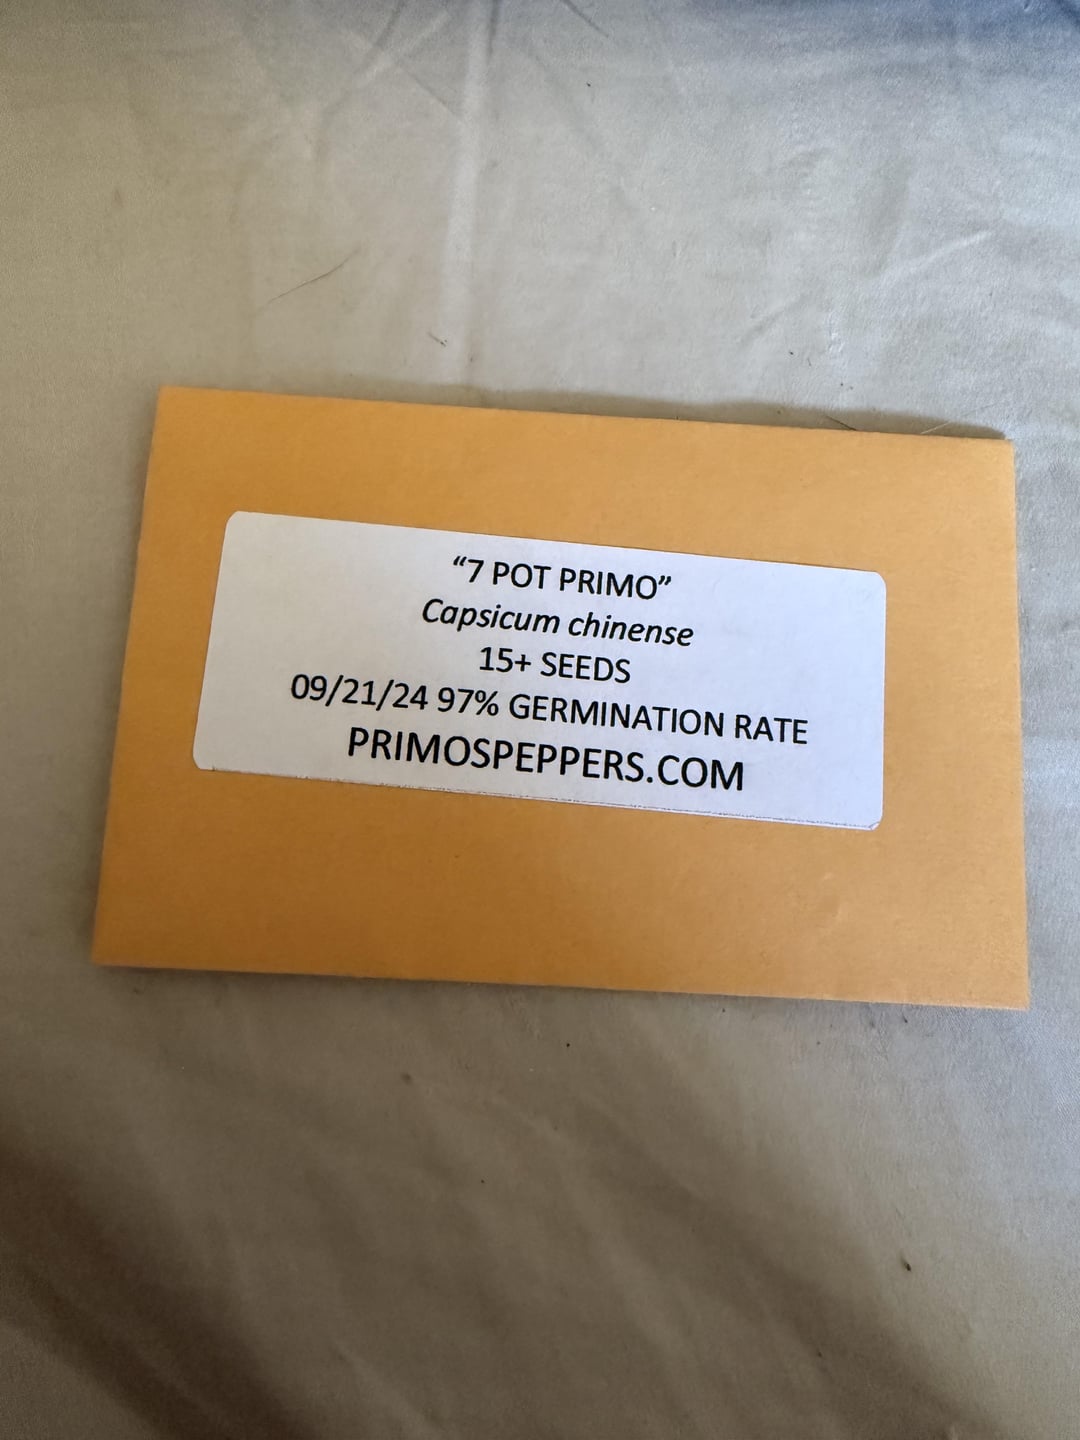 “7 POT PRIMO”
Capsicum chinense
15+ SEEDS
09/21/24 97% GERMINATION RATE
PRIMOSPEPPERS.COM